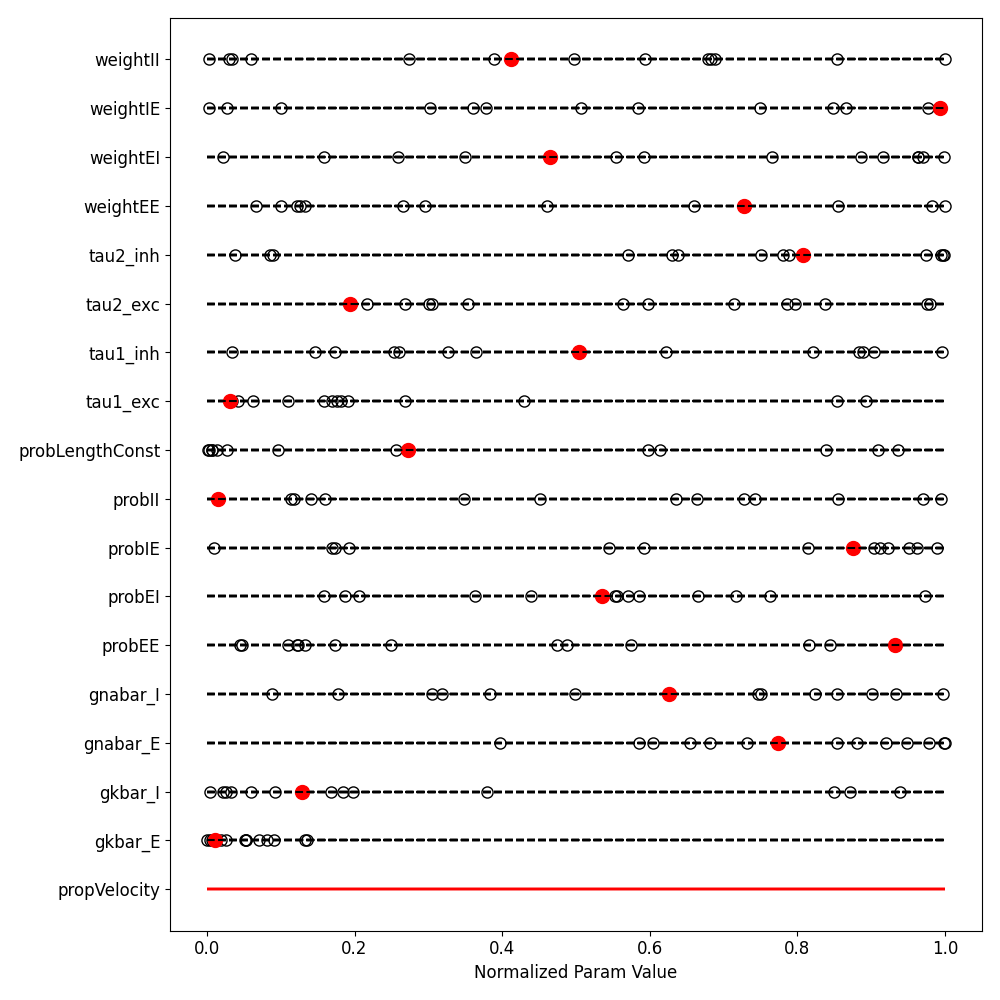 weightII
weightIE
weightEI
weightEE
tau2_inh
tau2_exc
tau1_inh
tau1_exc
probLengthConst
probII
probIE
probEI
probEE
gnabar_I
gnabar_E
gkbar_I
gkbar_E
propVelocity
0.0 0.2 0.4 0.6 0.8 1.0
Normalized Param Value